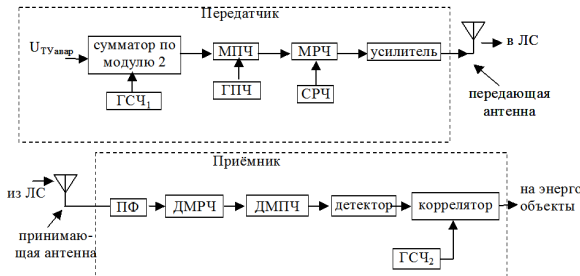 Передатчик
U_ТУавар
сумматор по
модулю 2
МПЧ
МРЧ
усилитель
в ЛС
ГСЧ₁
ГПЧ
СРЧ
передающая
антенна
Приёмник
из ЛС
ПФ
ДМРЧ
ДМПЧ
детектор
коррелятор
на энерго
объекты
принимаю-
щая антенна
ГСЧ₂